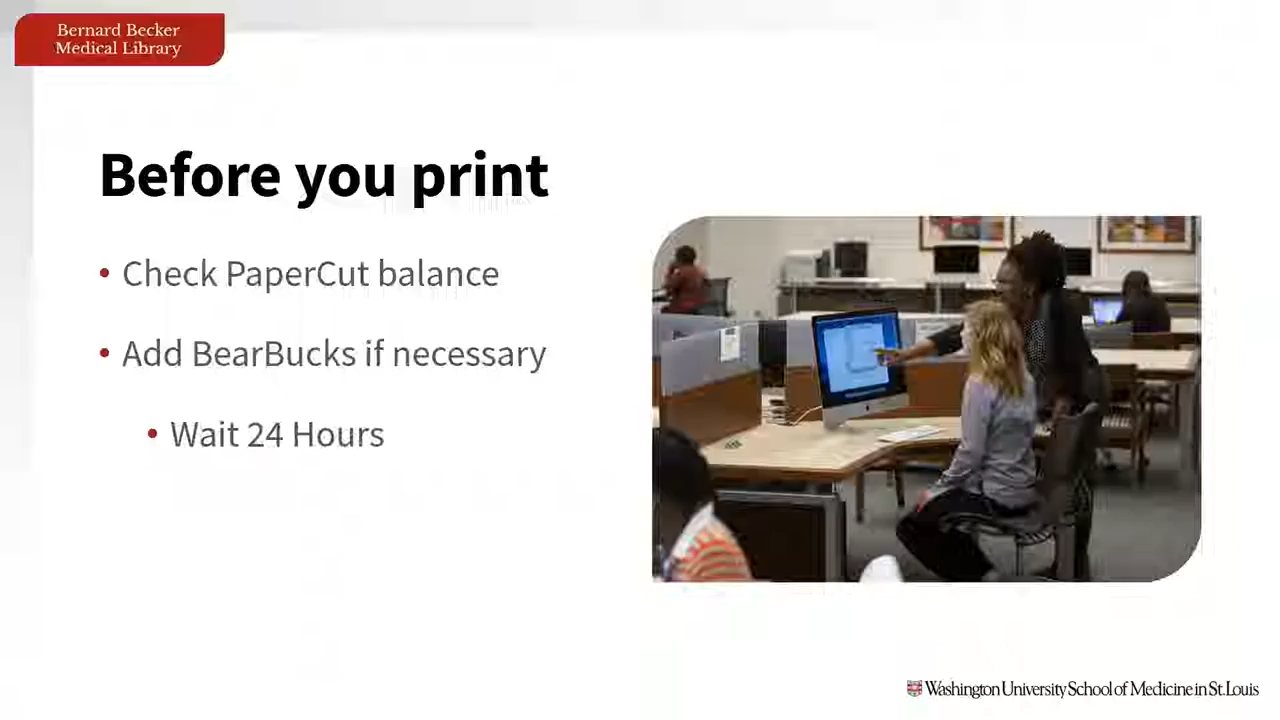 Bernard Becker
Medical Library
Before you print
• Check PaperCut balance
• Add BearBucks if necessary
• Wait 24 Hours
Washington University School of Medicine in St. Louis